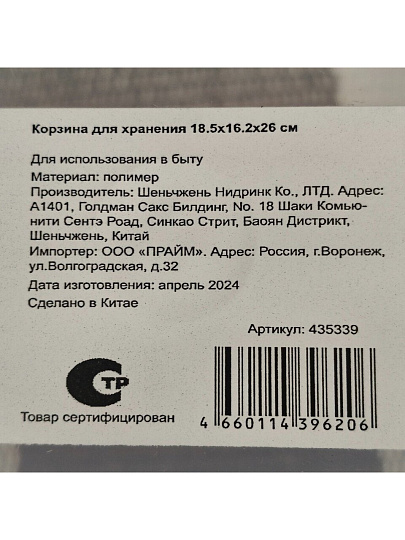 Корзина для хранения 18.5х16.2х26 см
Для использования в быту
Материал: полимер
Производитель: Шеньчжень Нидринк Ко., ЛТД. Адрес:
А1401, Голдман Сакс Билдинг, No. 18 Шаки Комью-
нити Сентэ Роад, Синкао Стрит, Баоян Дистрикт,
Шеньчжень, Китай
Импортер: ООО «ПРАЙМ». Адрес: Россия, г.Воронеж,
ул.Волгоградская, д.32
Дата изготовления: апрель 2024
Сделано в Китае
Артикул: 435339
СТР
Товар сертифицирован
4 660114 396206